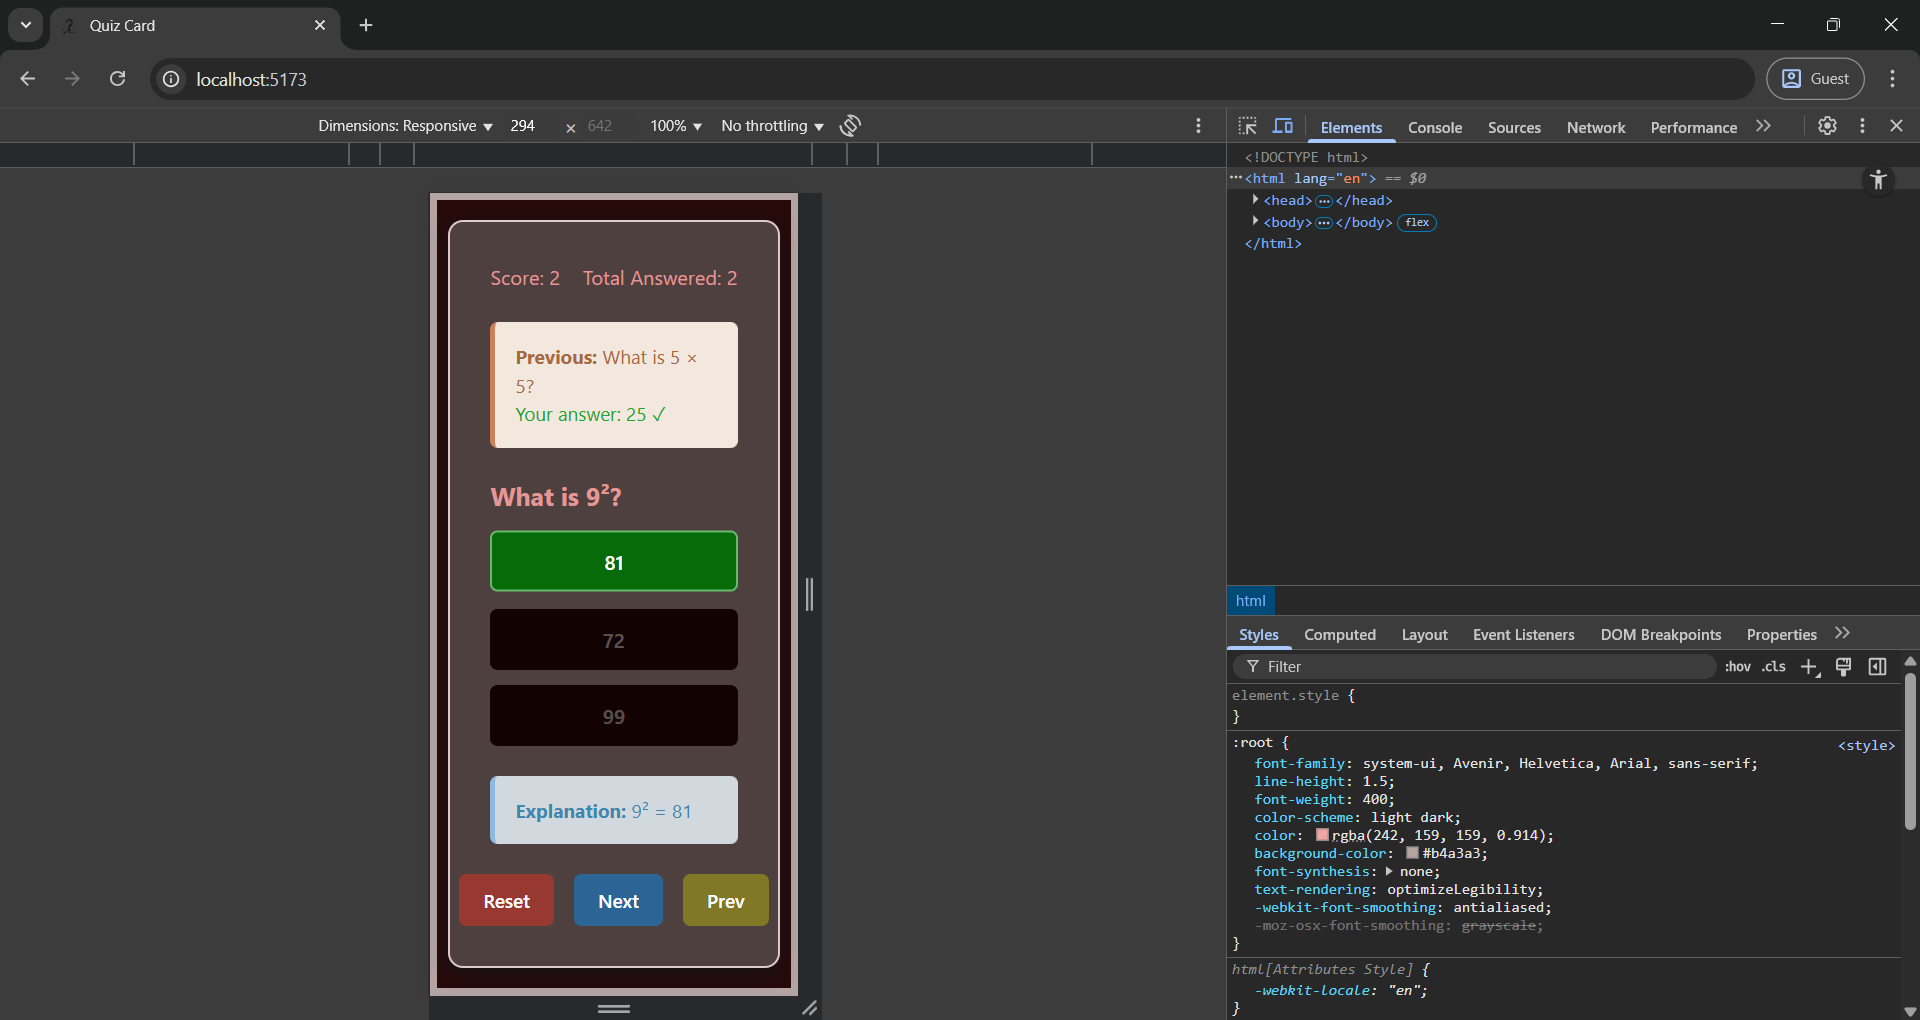 Quiz Card
localhost:5173
Guest
Dimensions: Responsive 294 × 642 100% No throttling
Elements Console Sources Network Performance
<!DOCTYPE html>
<html lang="en"> == $0
<head> </head>
<body> </body> flex
</html>
Score: 2 Total Answered: 2
Previous: What is 5 ×
5?
Your answer: 25 ✓
What is 9²?
81
72
99
Explanation: 9² = 81
Reset Next Prev
html
Styles Computed Layout Event Listeners DOM Breakpoints Properties
Filter :hov .cls
element.style {
}
:root { <style>
font-family: system-ui, Avenir, Helvetica, Arial, sans-serif;
line-height: 1.5;
font-weight: 400;
color-scheme: light dark;
color: rgba(242, 159, 159, 0.914);
background-color: #b4a3a3;
font-synthesis: none;
text-rendering: optimizeLegibility;
-webkit-font-smoothing: antialiased;
-moz-osx-font-smoothing: grayscale;
}
html[Attributes Style] {
-webkit-locale: "en";
}